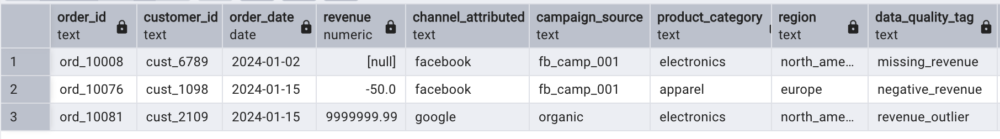 order_id customer_id order_date revenue channel_attributed campaign_source product_category region data_quality_tag
text text date numeric text text text text text
1 ord_10008 cust_6789 2024-01-02 [null] facebook fb_camp_001 electronics north_ame... missing_revenue
2 ord_10076 cust_1098 2024-01-15 -50.0 facebook fb_camp_001 apparel europe negative_revenue
3 ord_10081 cust_2109 2024-01-15 9999999.99 google organic electronics north_ame... revenue_outlier